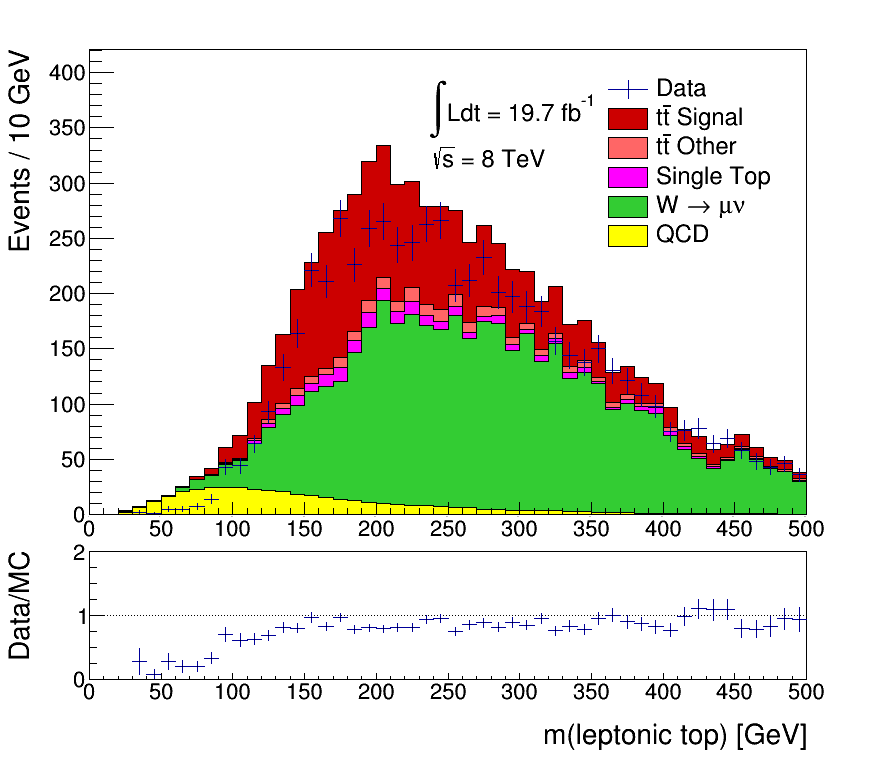 Events / 10 GeV
400
350
300
250
200
150
100
50
0
∫ Ldt = 19.7 fb⁻¹
√s = 8 TeV
Data
tt̄ Signal
tt̄ Other
Single Top
W → μν
QCD
0 50 100 150 200 250 300 350 400 450 500
Data/MC
2
1
0
0 50 100 150 200 250 300 350 400 450 500
m(leptonic top) [GeV]